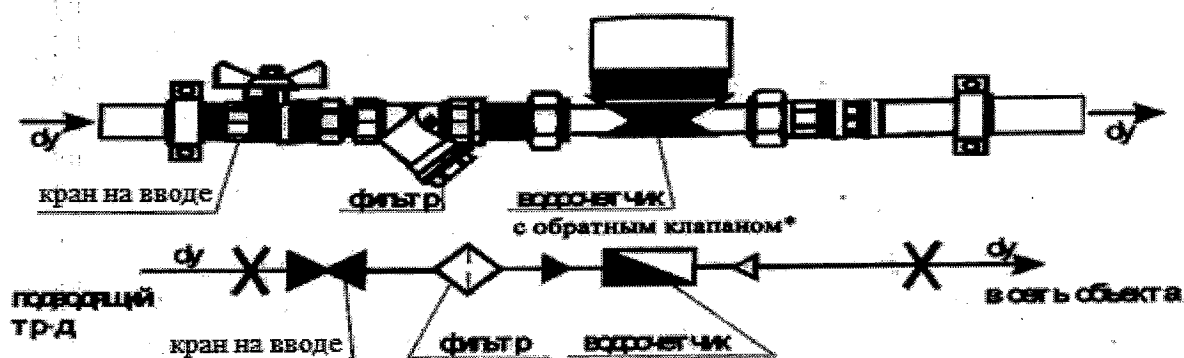 dy
dy
кран на вводе
фильтр
водосчетчик
с обратным клапаном*
dy
dy
подводящий
тр-д
в сеть объекта
кран на вводе
фильтр
водосчетчик